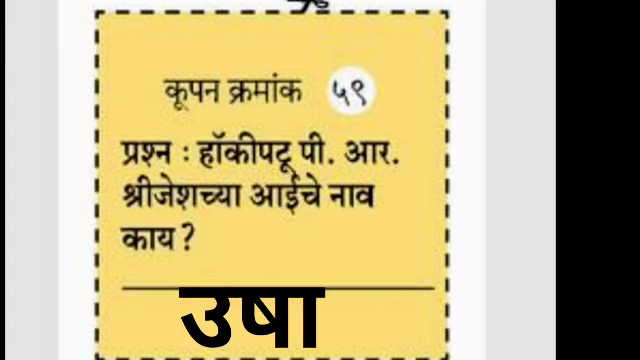 कूपन क्रमांक ५९
प्रश्न : हॉकीपटू पी. आर.
श्रीजेशच्या आईचे नाव
काय?
उषा